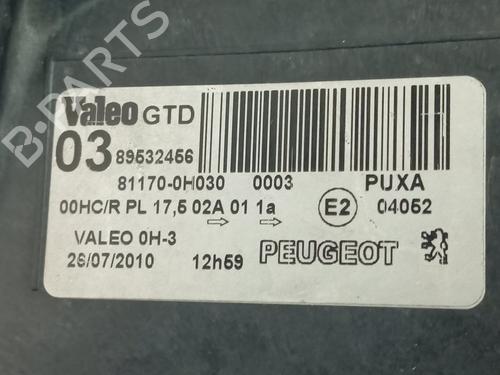 Valeo GTD
03 89532456
81170-0H030 0003 PUXA
00HC/R PL 17,5 02A 01 1a E2 04052
VALEO 0H-3
26/07/2010 12h59 PEUGEOT
B-PARTS